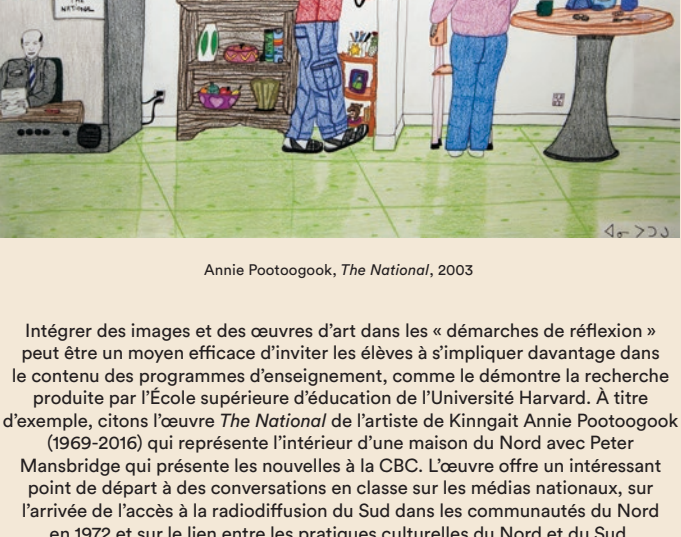 NATIONAL
ᐊᓂ ᐳᑐᒍ
Annie Pootoogook, The National, 2003
Intégrer des images et des œuvres d'art dans les « démarches de réflexion »
peut être un moyen efficace d'inviter les élèves à s'impliquer davantage dans
le contenu des programmes d'enseignement, comme le démontre la recherche
produite par l'École supérieure d'éducation de l'Université Harvard. À titre
d'exemple, citons l'œuvre The National de l'artiste de Kinngait Annie Pootoogook
(1969-2016) qui représente l'intérieur d'une maison du Nord avec Peter
Mansbridge qui présente les nouvelles à la CBC. L'œuvre offre un intéressant
point de départ à des conversations en classe sur les médias nationaux, sur
l'arrivée de l'accès à la radiodiffusion du Sud dans les communautés du Nord
en 1972 et sur le lien entre les pratiques culturelles du Nord et du Sud